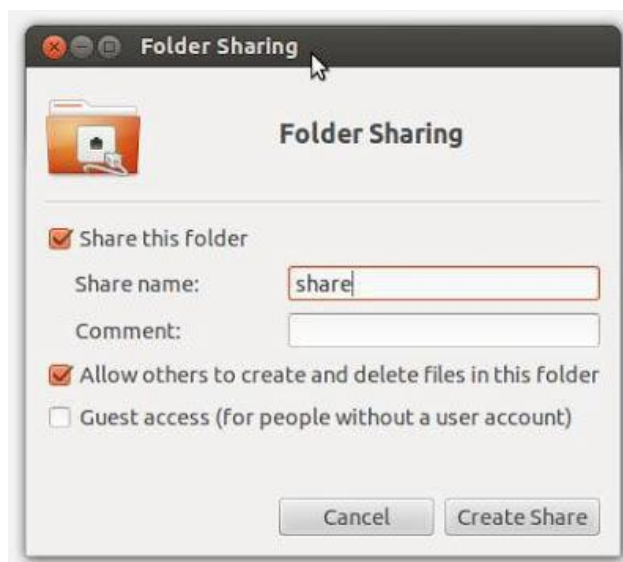 Folder Sharing
Folder Sharing
Share this folder
Share name: share
Comment:
Allow others to create and delete files in this folder
Guest access (for people without a user account)
Cancel Create Share